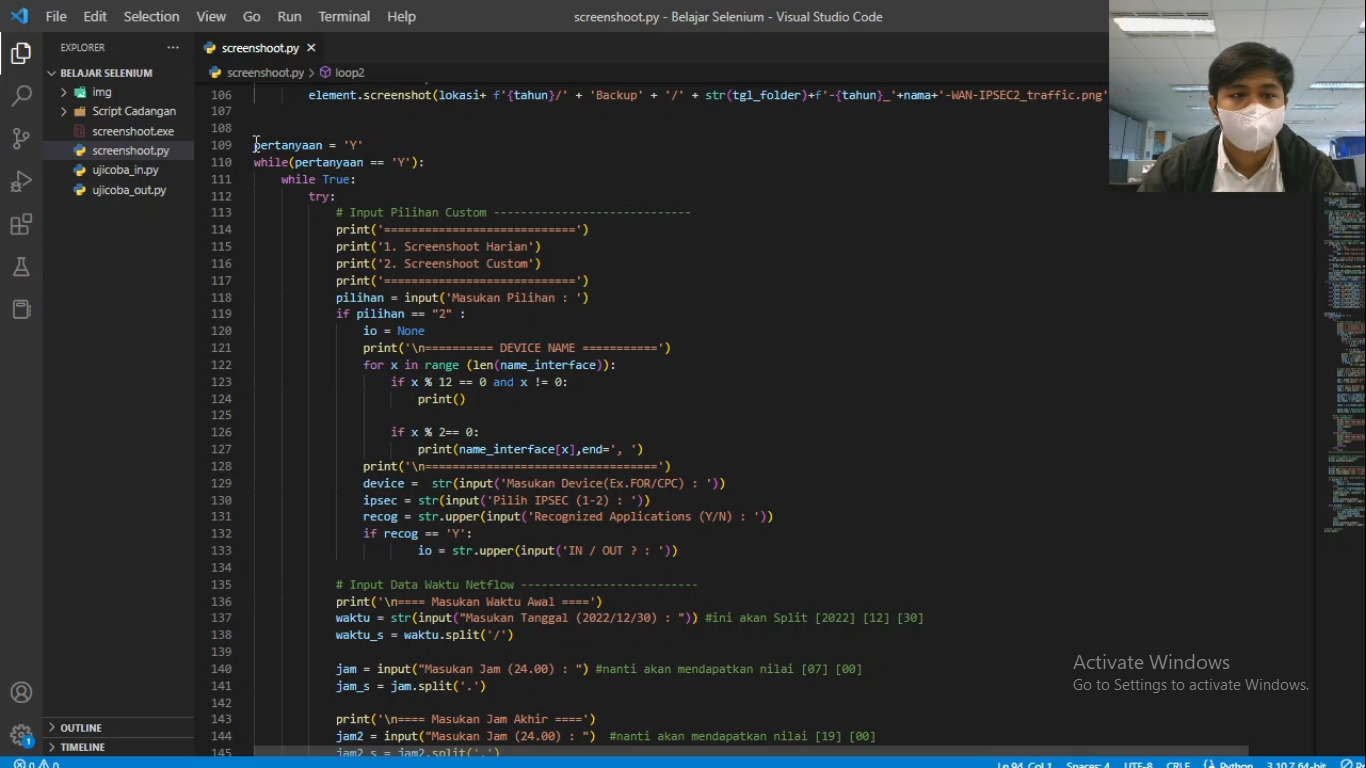 File Edit Selection View Go Run Terminal Help
screenshoot.py - Belajar Selenium - Visual Studio Code
EXPLORER
BELAJAR SELENIUM
img
Script Cadangan
screenshoot.exe
screenshoot.py
ujicoba_in.py
ujicoba_out.py
OUTLINE
TIMELINE
screenshoot.py
screenshoot.py > loop2
106 element.screenshot(lokasi+ f'{tahun}/' + 'Backup' + '/' + str(tgl_folder)+f'-{tahun}_'+nama+'-WAN-IPSEC2_traffic.png'
107
108
109 pertanyaan = 'Y'
110 while(pertanyaan == 'Y'):
111 while True:
112 try:
113 # Input Pilihan Custom -----------------------------
114 print('============================')
115 print('1. Screenshoot Harian')
116 print('2. Screenshoot Custom')
117 print('============================')
118 pilihan = input('Masukan Pilihan : ')
119 if pilihan == "2" :
120 io = None
121 print('\n========== DEVICE NAME ===========')
122 for x in range (len(name_interface)):
123 if x % 12 == 0 and x != 0:
124 print()
125
126 if x % 2== 0:
127 print(name_interface[x],end=', ')
128 print('\n==================================')
129 device =  str(input('Masukan Device(Ex.FOR/CPC) : '))
130 ipsec = str(input('Pilih IPSEC (1-2) : '))
131 recog = str.upper(input('Recognized Applications (Y/N) : '))
132 if recog == 'Y':
133 io = str.upper(input('IN / OUT ? : '))
134
135 # Input Data Waktu Netflow --------------------------
136 print('\n==== Masukan Waktu Awal ====')
137 waktu = str(input("Masukan Tanggal (2022/12/30) : ")) #ini akan Split [2022] [12] [30]
138 waktu_s = waktu.split('/')
139
140 jam = input("Masukan Jam (24.00) : ") #nanti akan mendapatkan nilai [07] [00]
141 jam_s = jam.split('.')
142
143 print('\n==== Masukan Jam Akhir ====')
144 jam2 = input("Masukan Jam (24.00) : ")  #nanti akan mendapatkan nilai [19] [00]
145 jam2_s = jam2.split('.')
Activate Windows
Go to Settings to activate Windows.
0 0 Ln 94, Col 1 Spaces: 4 UTF-8 CRLF Python 3.10.7 64-bit